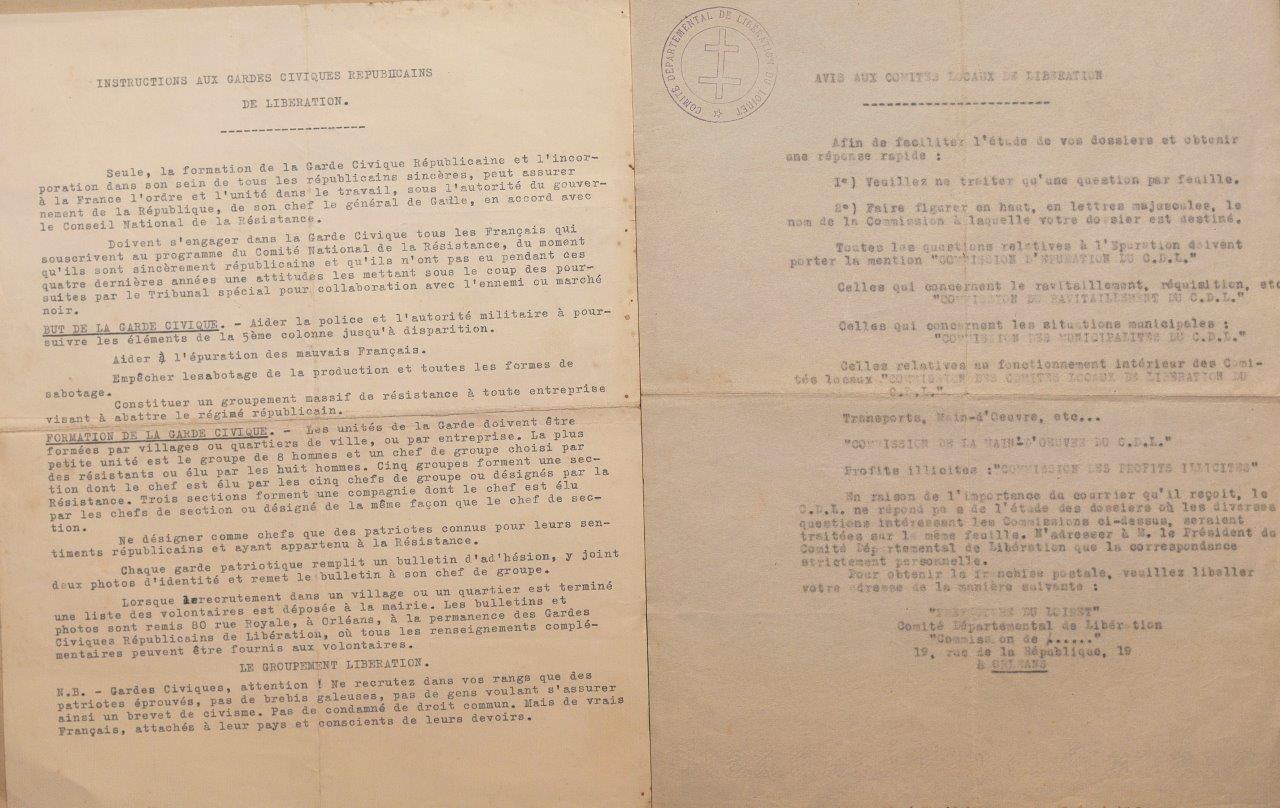 INSTRUCTIONS AUX GARDES CIVIQUES REPUBIICAINS
DE LIBERATION.
Seule, la formation de la Garde Civique Républicaine et l'incor-
poration dans son sein de tous les républicains sincères, peut assurer
à la France l'ordre et l'unité dans le travail, sous l'autorité du gouver-
nement de la République, de son chef le général de Gaulle, en accord avec
le Conseil National de la Résistance.
Doivent s'engager dans la Garde Civique tous les Français qui
souscrivent au programme du Comité National de la Résistance, du moment
qu'ils sont sincèrement républicains et qu'ils n'ont pas eu pendant ces
quatre dernières années une attitudes les mettant sous le coup des pour-
suites par le Tribunal spécial pour collaboration avec l'ennemi ou marché
noir.
BUT DE LA GARDE CIVIQUE. - Aider la police et l'autorité militaire à pour-
suivre les éléments de la 5ème colonne jusqu'à disparition.
Aider à l'épuration des mauvais Français.
Empêcher lesabotage de la production et toutes les formes de
sabotage.
Constituer un groupement massif de résistance à toute entreprise
visant à abattre le régime républicain.
FORMATION DE LA GARDE CIVIQUE. - Les unités de la Garde doivent être
formées par villages ou quartiers de ville, ou par entreprise. La plus
petite unité est le groupe de 8 hommes et un chef de groupe choisi par
des résistants ou élu par les huit hommes. Cinq groupes forment une sec-
tion dont le chef est élu par les cinq chefs de groupe ou désignés par la
Résistance. Trois sections forment une compagnie dont le chef est élu
par les chefs de section ou désigné de la même façon que le chef de sec-
tion.
Ne désigner comme chefs que des patriotes connus pour leurs sen-
timents républicains et ayant appartenu à la Résistance.
Chaque garde patriotique remplit un bulletin d'ad'hésion, y joint
deux photos d'identité et remet le bulletin à son chef de groupe.
Lorsque lerecrutement dans un village ou un quartier est terminé
une liste des volontaires est déposée à la mairie. Les bulletins et
photos sont remis 80 rue Royale, à Orléans, à la permanence des Gardes
Civiques Républicains de Libération, où tous les renseignements complé-
mentaires peuvent être fournis aux volontaires.
LE GROUPEMENT LIBERATION.
N.B. - Gardes Civiques, attention ! Ne recrutez dans vos rangs que des
patriotes éprouvés, pas de brebis galeuses, pas de gens voulant s'assurer
ainsi un brevet de civisme. Pas de condamné de droit commun. Mais de vrais
Français, attachés à leur pays et conscients de leurs devoirs.
COMITÉ DÉPARTEMENTAL DE LIBÉRATION DU LOIRET
AVIS AUX COMITES LOCAUX DE LIBERATION
Afin de faciliter l'étude de vos dossiers et obtenir
une réponse rapide :
I°) Veuillez ne traiter qu'une question par feuille.
2°) Faire figurer en haut, en lettres majuscules, le
nom de la Commission à laquelle votre dossier est destiné.
Toutes les questions relatives à l'Epuration doivent
porter la mention "COMMISSION D'EPURATION DU C.D.L."
Celles qui concernent le ravitaillement, réquisition, etc
"COMMISSION DU RAVITAILLEMENT DU C.D.L."
Celles qui concernent les situations municipales :
"COMMISSION DES MUNICIPALITES DU C.D.L."
Celles relatives au fonctionnement intérieur des Comi-
tés locaux "COMMISSION DES COMITES LOCAUX DE LIBERATION DU
C.D.L."
Transports, Main-d'Oeuvre, etc...
"COMMISSION DE LA MAIN-D'OEUVRE DU C.D.L."
Profits illicites :"COMMISSION DES PROFITS ILLICITES"
En raison de l'importance du courrier qu'il reçoit, le
C.D.L. ne répond pas de l'étude des dossiers où les diverses
questions intéressant les Commissions ci-dessus, seraient
traitées sur la même feuille. N'adresser à M. le Président du
Comité Départemental de Libération que la correspondance
strictement personnelle.
Pour obtenir la franchise postale, veuillez libeller
votre adresse de la manière suivante :
"PREFECTURE DU LOIRET"
Comité Départemental de Libération
"Commission de ......"
19, rue de la République, 19
à ORLEANS